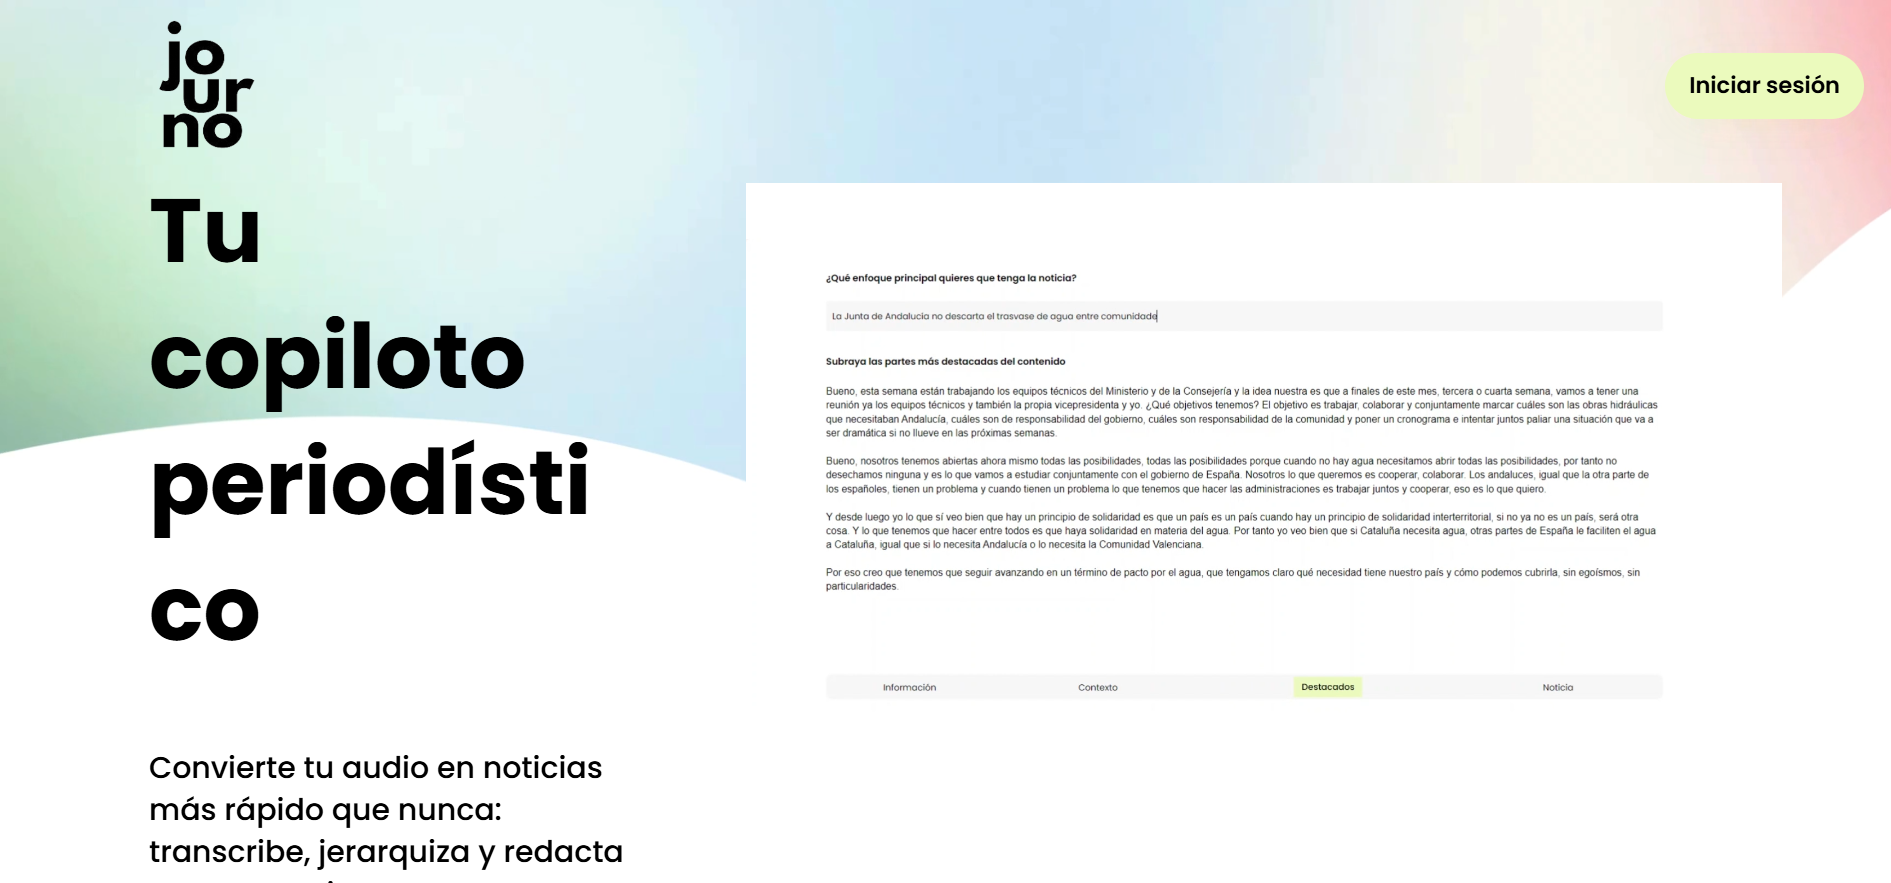 jo
ur
no
Iniciar sesión
Tu
copiloto
periodísti
co
Convierte tu audio en noticias
más rápido que nunca:
transcribe, jerarquiza y redacta
¿Qué enfoque principal quieres que tenga la noticia?
La Junta de Andalucía no descarta el trasvase de agua entre comunidade
Subraya las partes más destacadas del contenido
Bueno, esta semana están trabajando los equipos técnicos del Ministerio y de la Consejería y la idea nuestra es que a finales de este mes, tercera o cuarta semana, vamos a tener una
reunión ya los equipos técnicos y también la propia vicepresidenta y yo. ¿Qué objetivos tenemos? El objetivo es trabajar, colaborar y conjuntamente marcar cuáles son las obras hidráulicas
que necesitaban Andalucía, cuáles son de responsabilidad del gobierno, cuáles son responsabilidad de la comunidad y poner un cronograma e intentar juntos paliar una situación que va a
ser dramática si no llueve en las próximas semanas.
Bueno, nosotros tenemos abiertas ahora mismo todas las posibilidades, todas las posibilidades porque cuando no hay agua necesitamos abrir todas las posibilidades, por tanto no
desechamos ninguna y es lo que vamos a estudiar conjuntamente con el gobierno de España. Nosotros lo que queremos es cooperar, colaborar. Los andaluces, igual que la otra parte de
los españoles, tienen un problema y cuando tienen un problema lo que tenemos que hacer las administraciones es trabajar juntos y cooperar, eso es lo que quiero.
Y desde luego yo lo que sí veo bien que hay un principio de solidaridad es que un país es un país cuando hay un principio de solidaridad interterritorial, si no ya no es un país, será otra
cosa. Y lo que tenemos que hacer entre todos es que haya solidaridad en materia del agua. Por tanto yo veo bien que si Cataluña necesita agua, otras partes de España le faciliten el agua
a Cataluña, igual que si lo necesita Andalucía o lo necesita la Comunidad Valenciana.
Por eso creo que tenemos que seguir avanzando en un término de pacto por el agua, que tengamos claro qué necesidad tiene nuestro país y cómo podemos cubrirla, sin egoísmos, sin
particularidades.
Información
Contexto
Destacados
Noticia